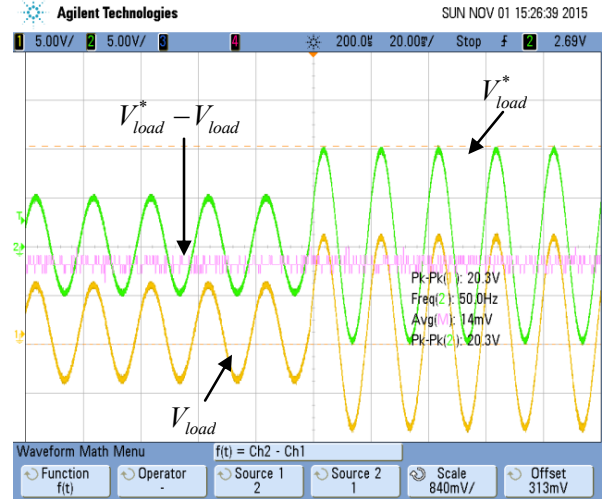 Agilent Technologies SUN NOV 01 15:26:39 2015
1 5.00V/ 2 5.00V/ 3 4 200.0s 20.00s/ Stop 2 2.69V
V*load − Vload
V*load
T
2
Pk-Pk(1): 20.3V
Freq(2): 50.0Hz
Avg(M): 14mV
1
Pk-Pk(2): 20.3V
Vload
Waveform Math Menu f(t) = Ch2 - Ch1
Function Operator Source 1 Source 2 Scale Offset
f(t) - 2 1 840mV/ 313mV